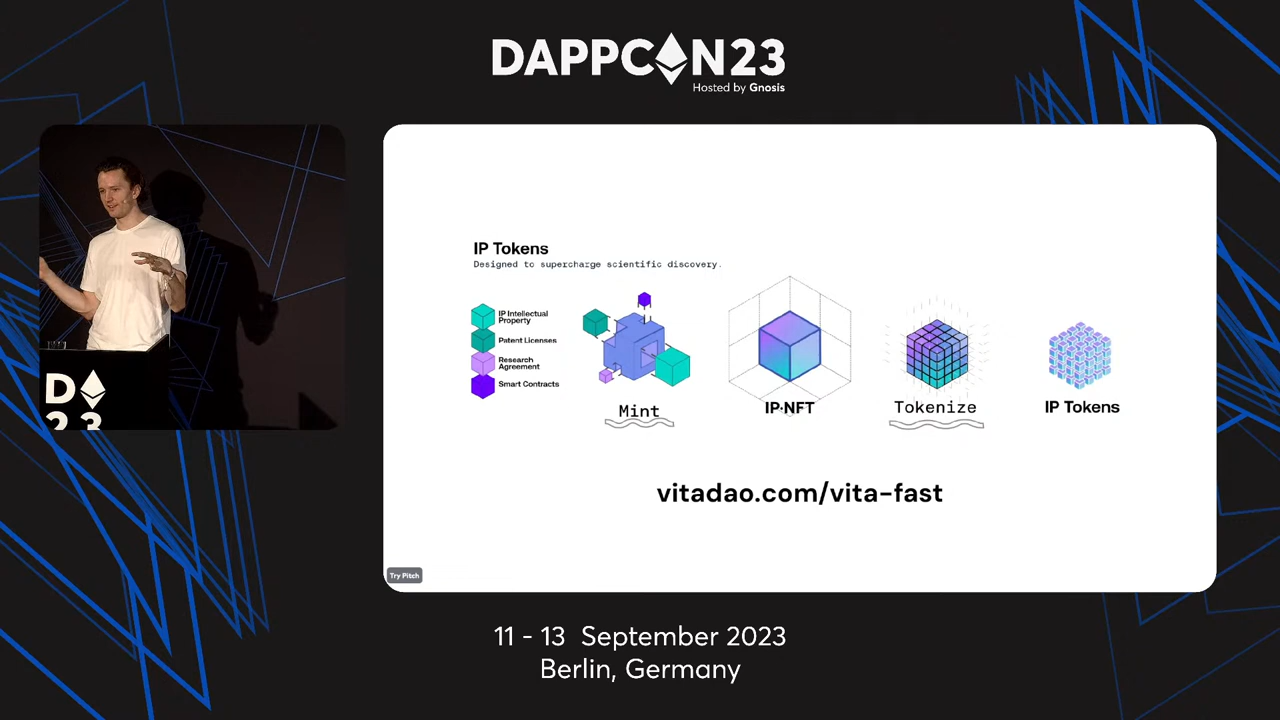 DAPPCON23
Hosted by Gnosis
IP Tokens
Designed to supercharge scientific discovery.
IP Intellectual
Property
Patent Licenses
Research
Agreement
Smart Contracts
Mint
IP-NFT
Tokenize
IP Tokens
vitadao.com/vita-fast
Try Pitch
D
23
11 - 13 September 2023
Berlin, Germany